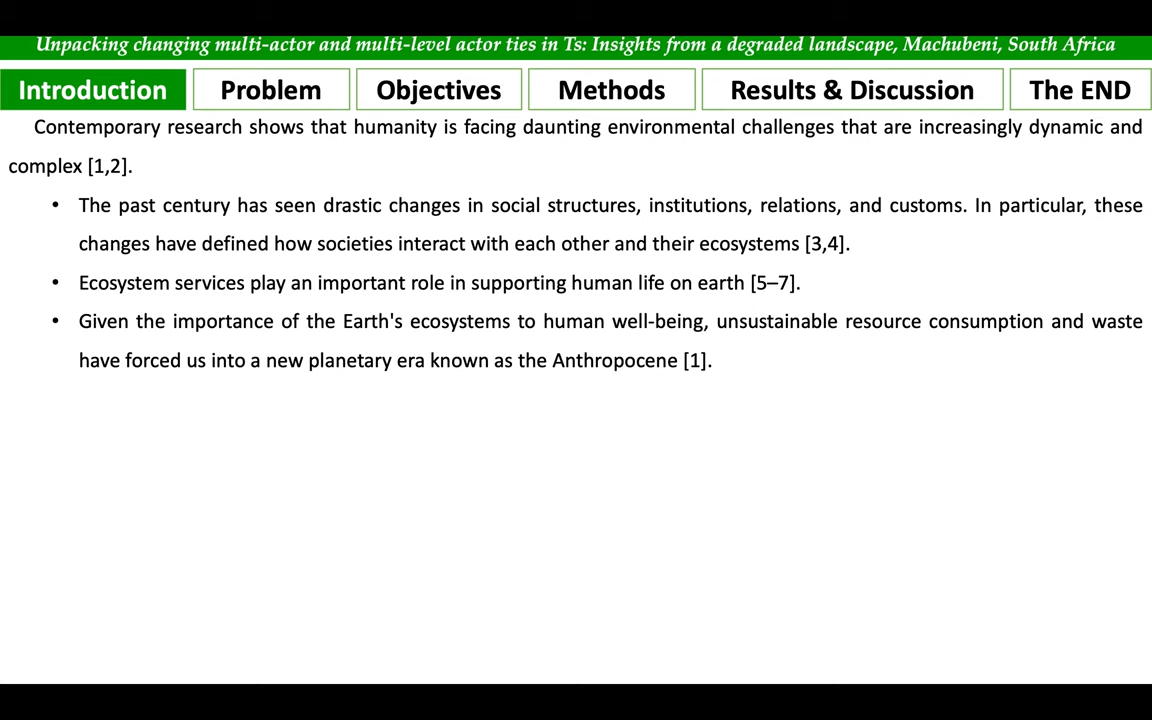 Unpacking changing multi-actor and multi-level actor ties in Ts: Insights from a degraded landscape, Machubeni, South Africa
Introduction
Problem
Objectives
Methods
Results & Discussion
The END
Contemporary research shows that humanity is facing daunting environmental challenges that are increasingly dynamic and
complex [1,2].
• The past century has seen drastic changes in social structures, institutions, relations, and customs. In particular, these
changes have defined how societies interact with each other and their ecosystems [3,4].
• Ecosystem services play an important role in supporting human life on earth [5–7].
• Given the importance of the Earth's ecosystems to human well-being, unsustainable resource consumption and waste
have forced us into a new planetary era known as the Anthropocene [1].